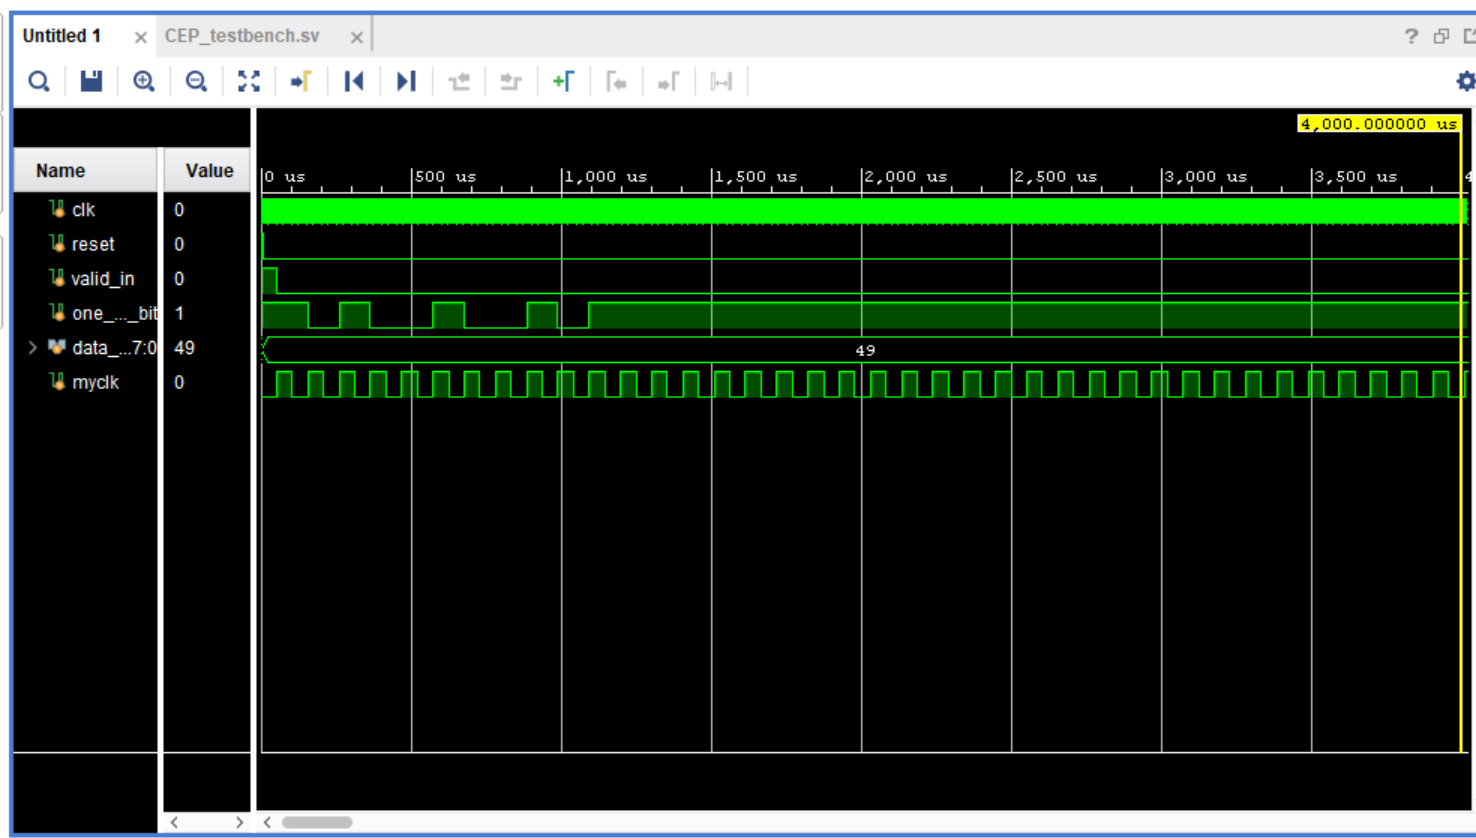 Untitled 1 × CEP_testbench.sv ×
?
4,000.000000 us
Name Value
0 us 500 us 1,000 us 1,500 us 2,000 us 2,500 us 3,000 us 3,500 us 4
clk 0
reset 0
valid_in 0
one_..._bit 1
data_...7:0 49 49
myclk 0